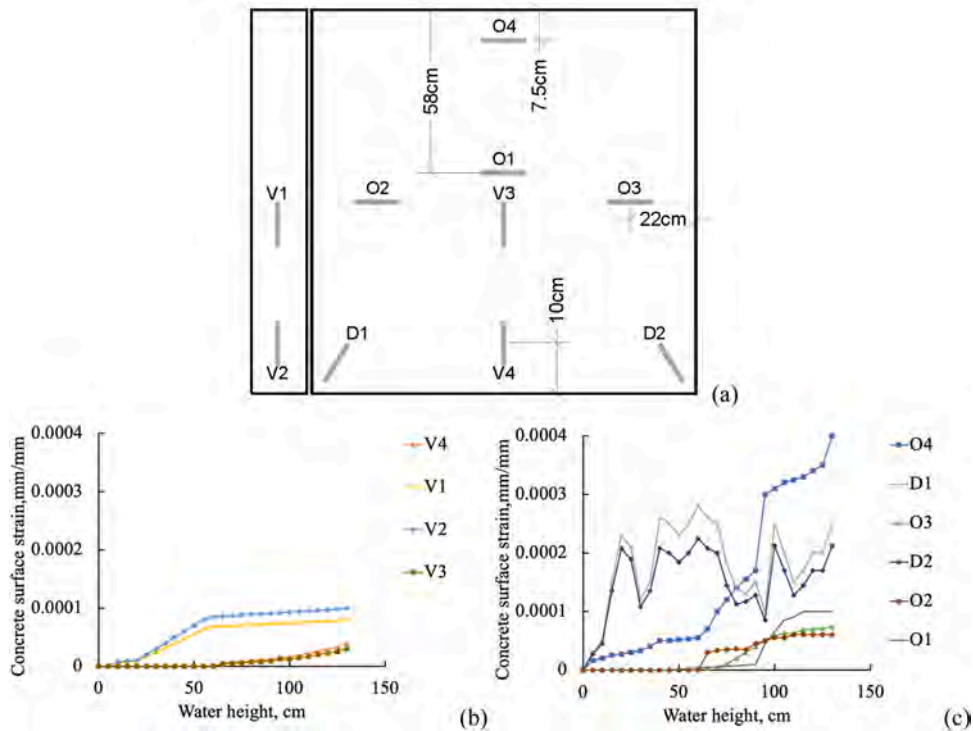 O4
58cm
7.5cm
O1
V1
O2
V3
O3
22cm
10cm
D1
D2
V2
V4
(a)
Concrete surface strain,mm/mm
0.0004
0.0003
0.0002
0.0001
0
0
50
100
150
Water height, cm
V4
V1
V2
V3
(b)
Concrete surface strain,mm/mm
0.0004
0.0003
0.0002
0.0001
0
0
50
100
150
Water height, cm
O4
D1
O3
D2
O2
O1
(c)